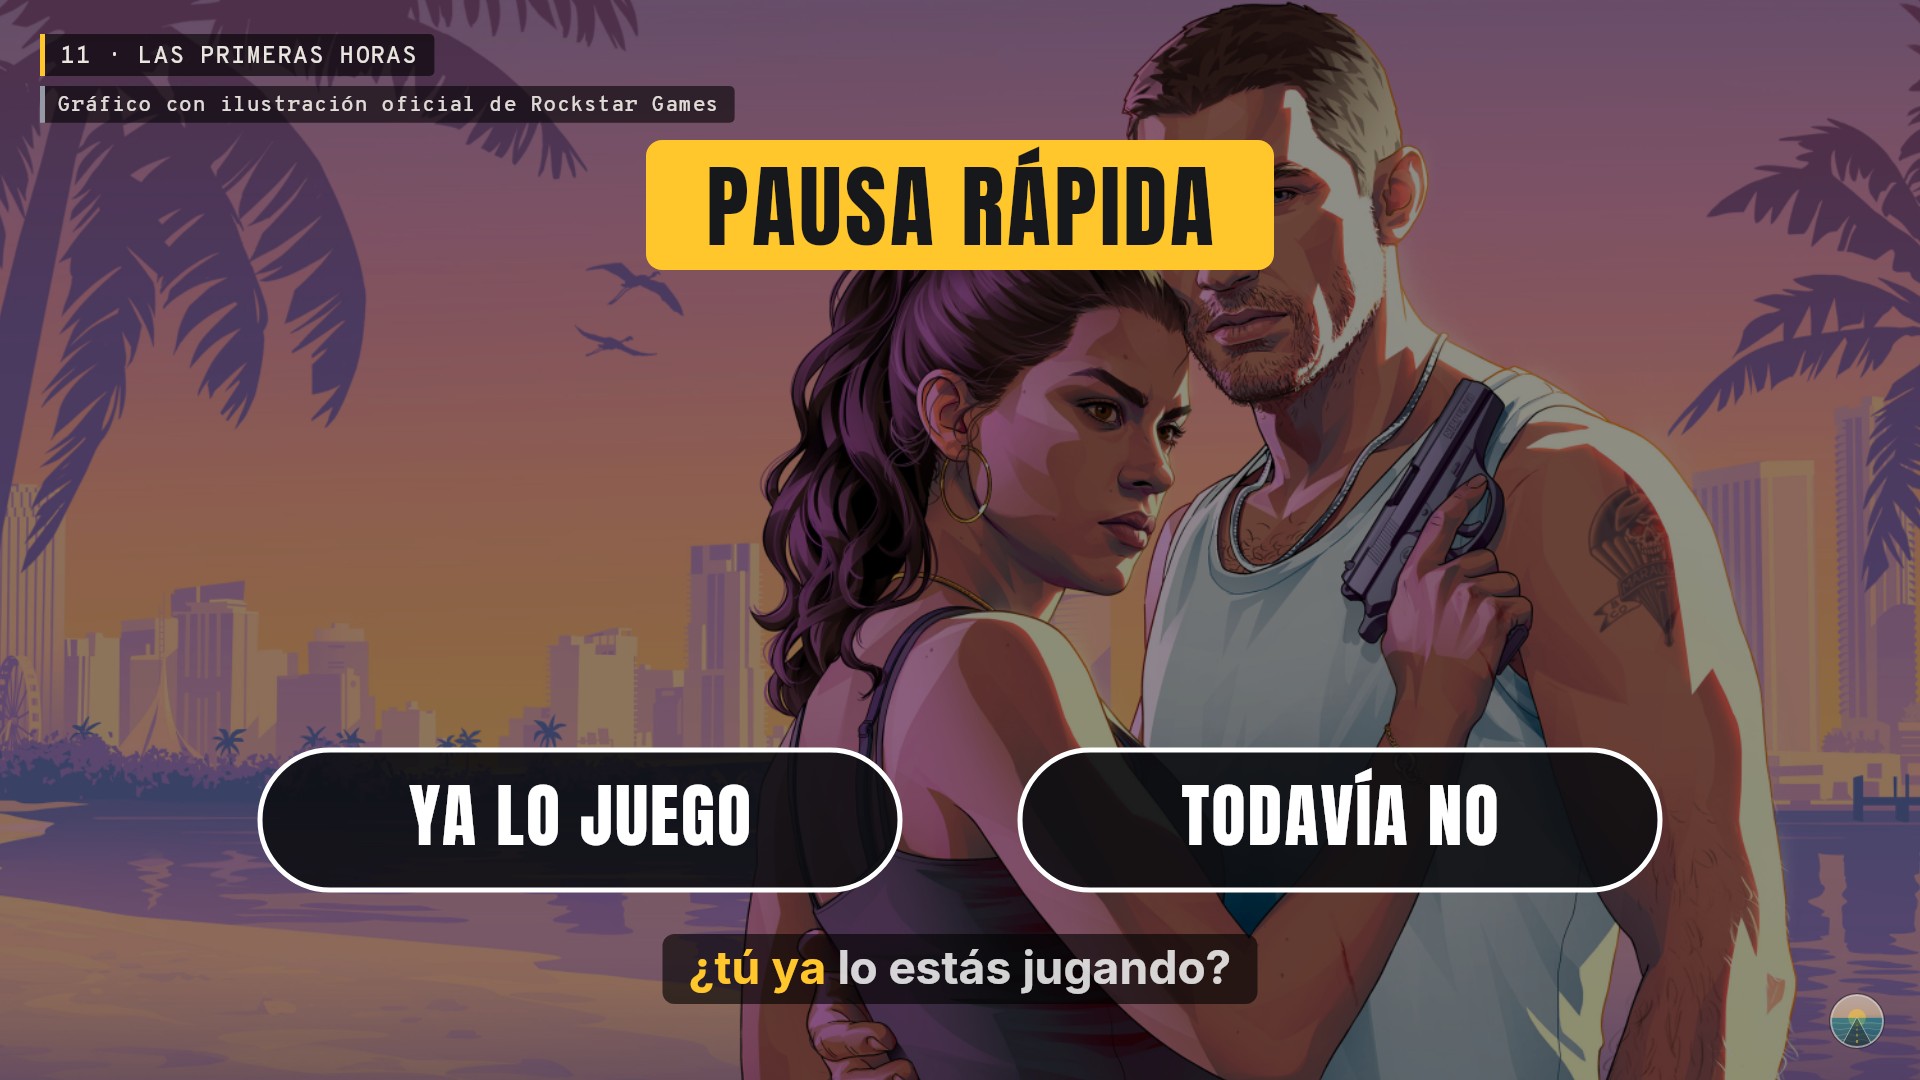 11 · LAS PRIMERAS HORAS
Gráfico con ilustración oficial de Rockstar Games
PAUSA RÁPIDA
YA LO JUEGO
TODAVÍA NO
¿tú ya lo estás jugando?